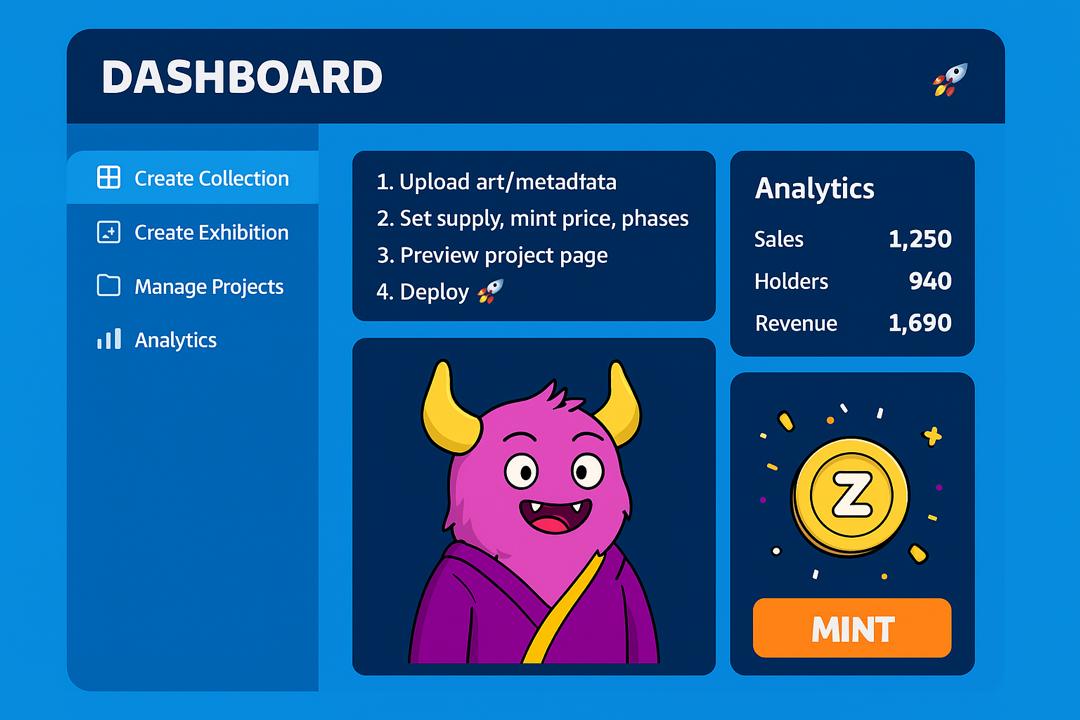 DASHBOARD
Create Collection
Create Exhibition
Manage Projects
Analytics
1. Upload art/metadtata
2. Set supply, mint price, phases
3. Preview project page
4. Deploy 🚀
Analytics
Sales 1,250
Holders 940
Revenue 1,690
Z
MINT